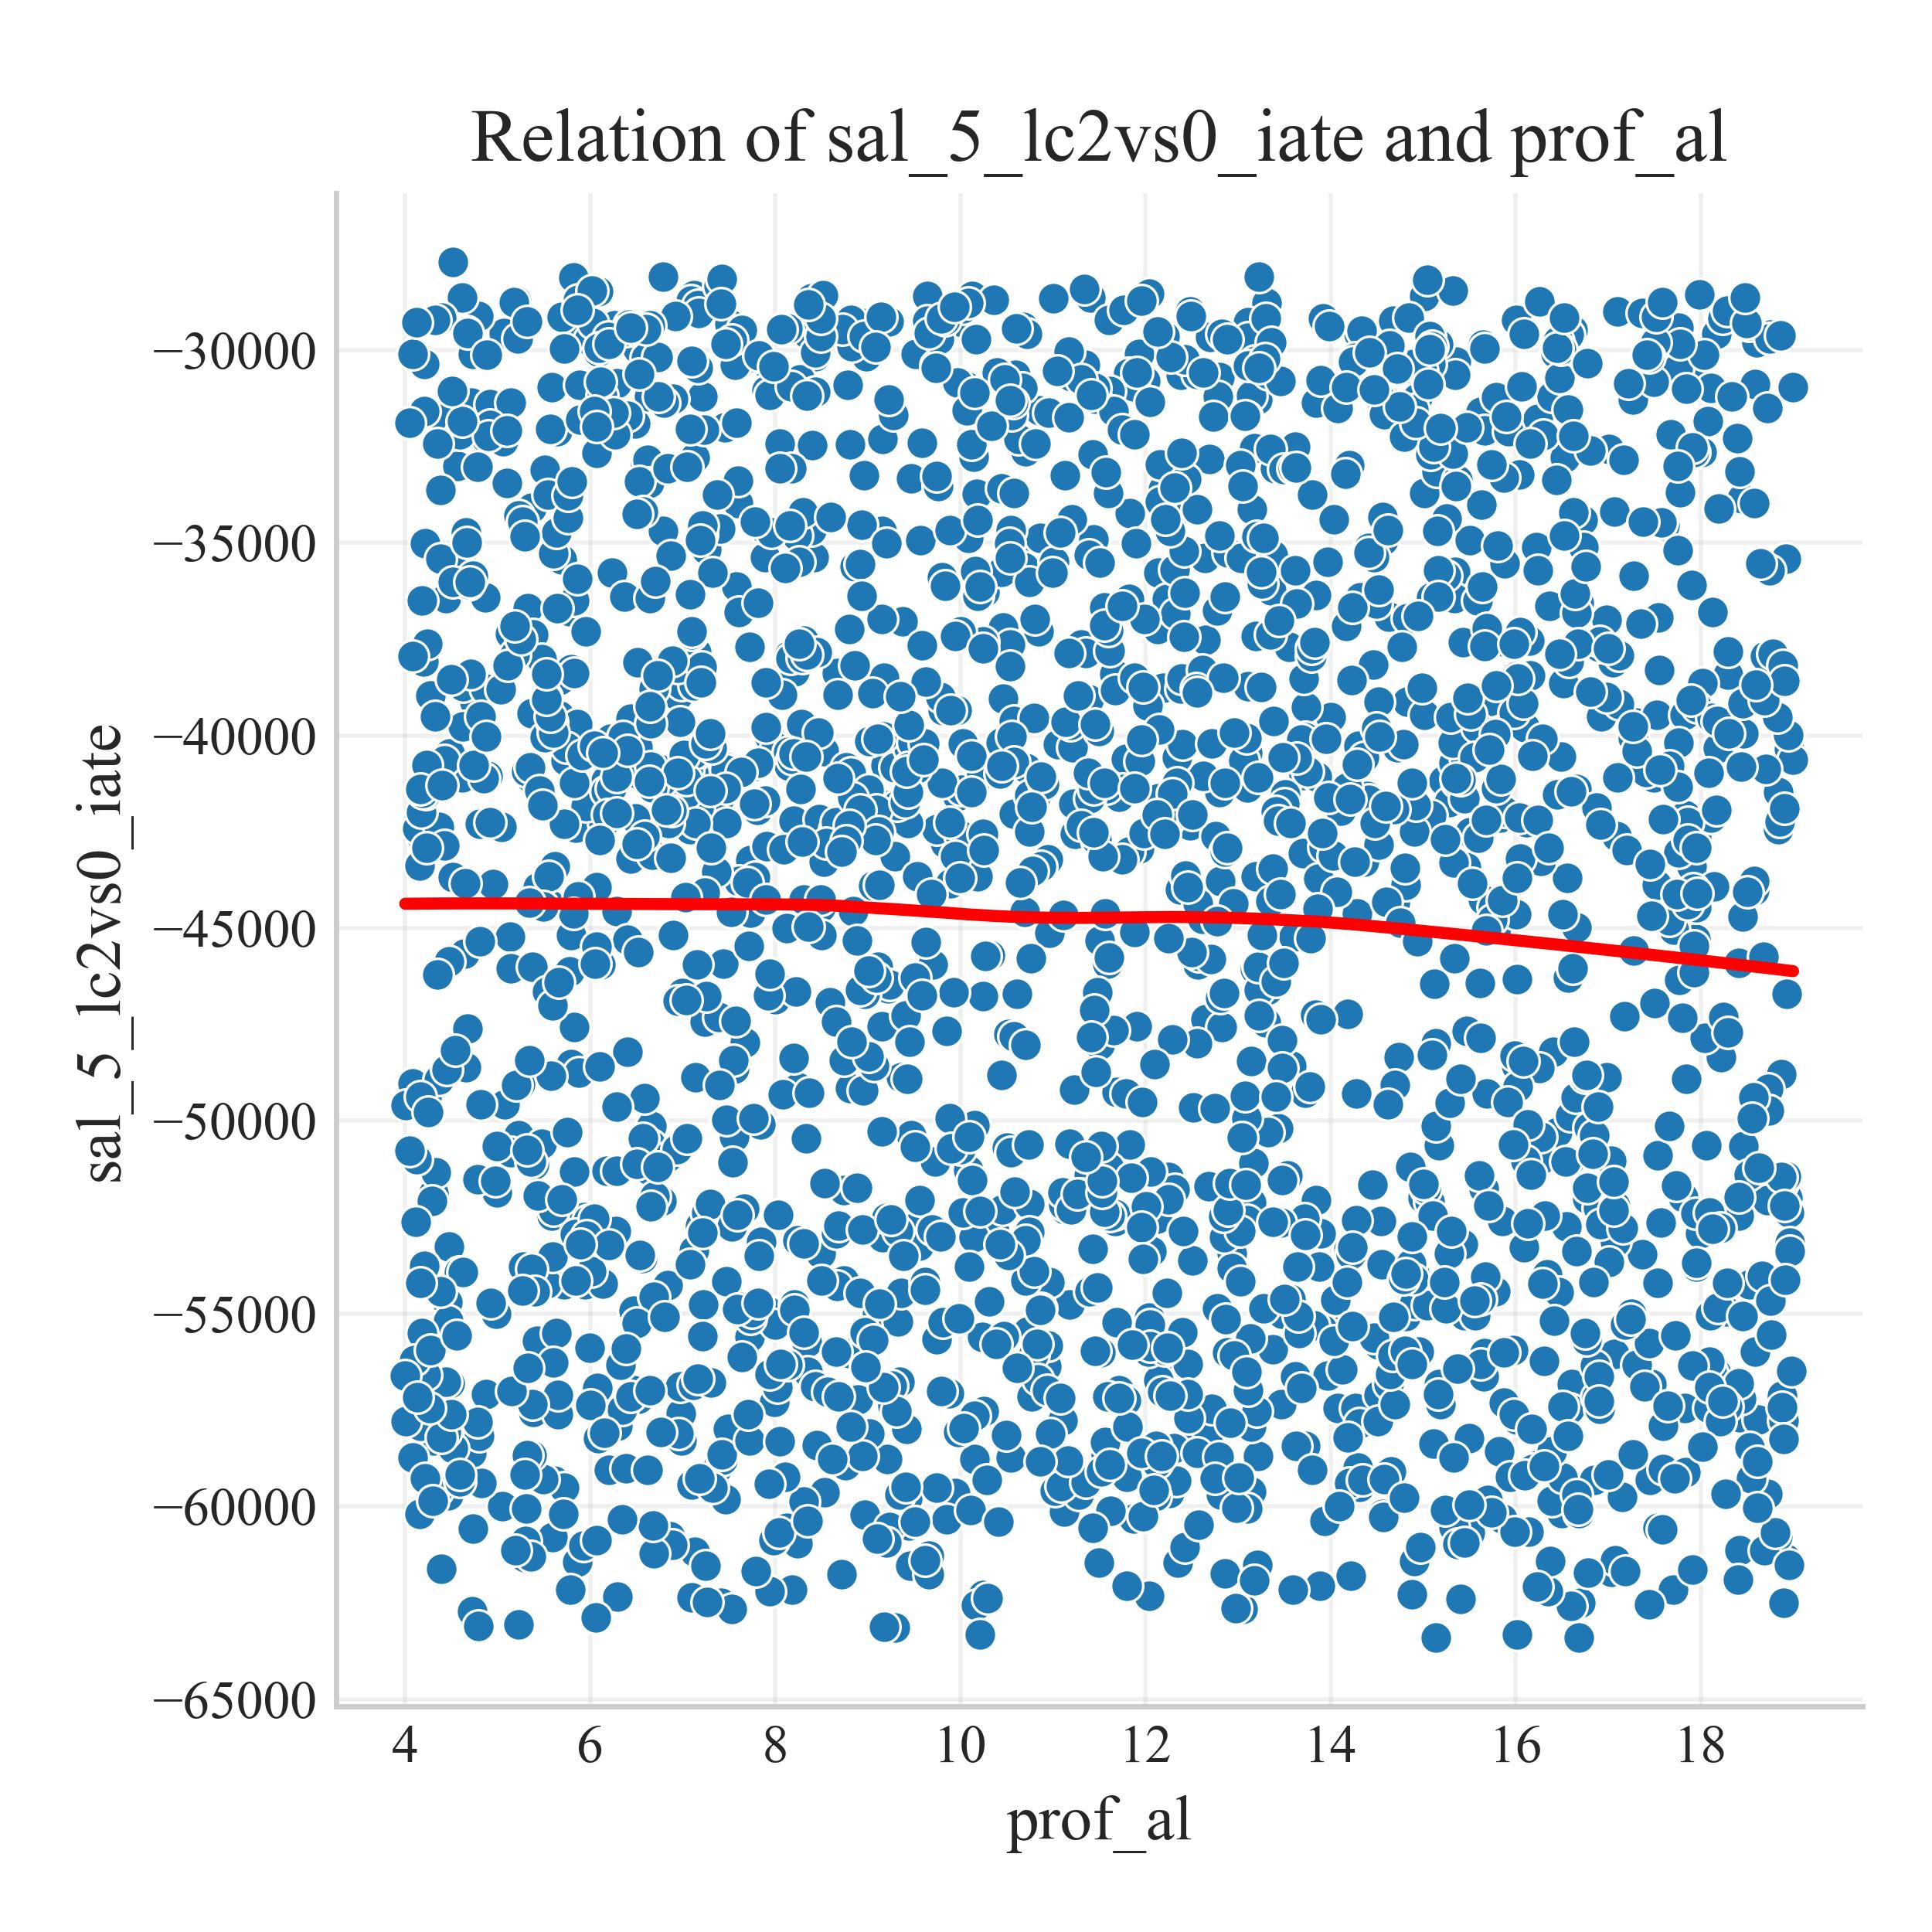 Relation of sal_5_lc2vs0_iate and prof_al
sal_5_lc2vs0_iate
−30000
−35000
−40000
−45000
−50000
−55000
−60000
−65000
4 6 8 10 12 14 16 18
prof_al